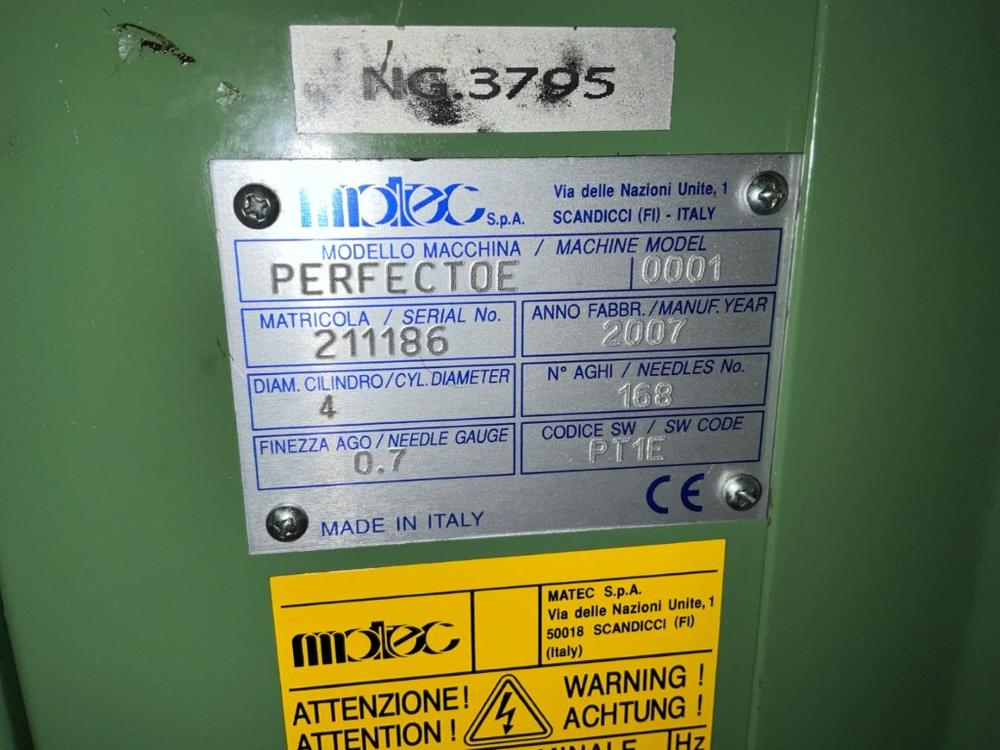 NG.3795
matec S.p.A.
Via delle Nazioni Unite, 1
SCANDICCI (FI) - ITALY
MODELLO MACCHINA / MACHINE MODEL
PERFECTOE 0001
MATRICOLA / SERIAL No.
211186
ANNO FABBR./MANUF. YEAR
2007
DIAM. CILINDRO/CYL. DIAMETER
4
N° AGHI / NEEDLES No.
168
FINEZZA AGO / NEEDLE GAUGE
0.7
CODICE SW / SW CODE
PT1E
CE
MADE IN ITALY
matec
MATEC S.p.A.
Via delle Nazioni Unite, 1
50018 SCANDICCI (FI)
(Italy)
ATTENZIONE!
ATTENTION!
WARNING !
ACHTUNG !
Hz